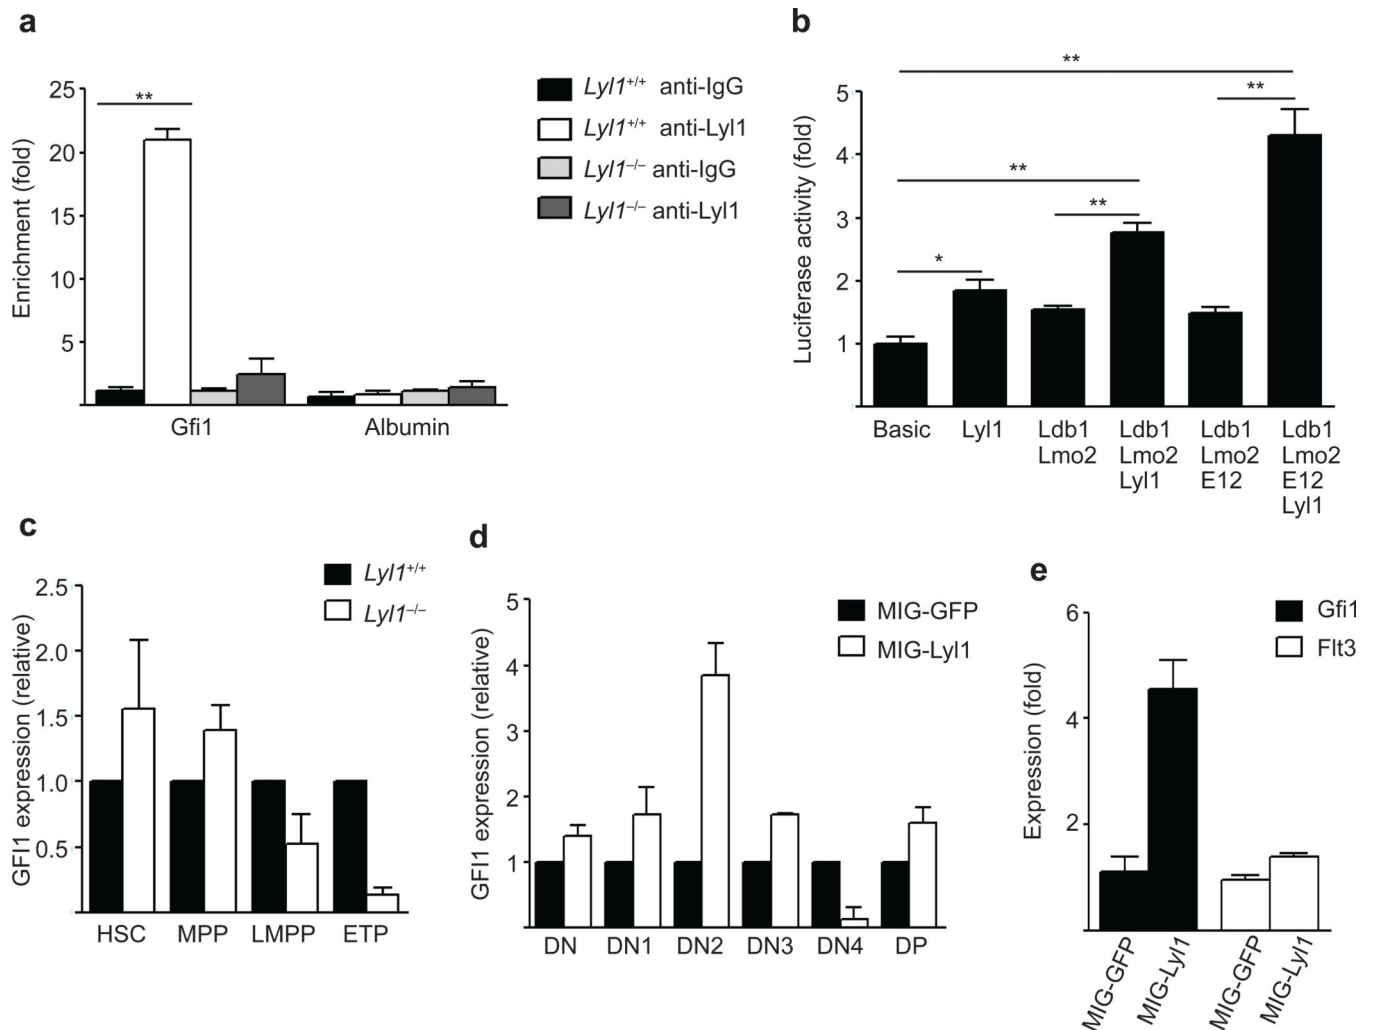 a
Enrichment (fold)
25
20
15
10
5
**
Gfi1
Albumin
Lyl1+/+ anti-IgG
Lyl1+/+ anti-Lyl1
Lyl1–/– anti-IgG
Lyl1–/– anti-Lyl1
b
Luciferase activity (fold)
5
4
3
2
1
**
**
**
**
*
Basic
Lyl1
Ldb1
Lmo2
Ldb1
Lmo2
Lyl1
Ldb1
Lmo2
E12
Ldb1
Lmo2
E12
Lyl1
c
GFI1 expression (relative)
2.5
2.0
1.5
1.0
0.5
HSC
MPP
LMPP
ETP
Lyl1+/+
Lyl1–/–
d
GFI1 expression (relative)
5
4
3
2
1
DN
DN1
DN2
DN3
DN4
DP
MIG-GFP
MIG-Lyl1
e
Expression (fold)
6
4
2
MIG-GFP
MIG-Lyl1
MIG-GFP
MIG-Lyl1
Gfi1
Flt3